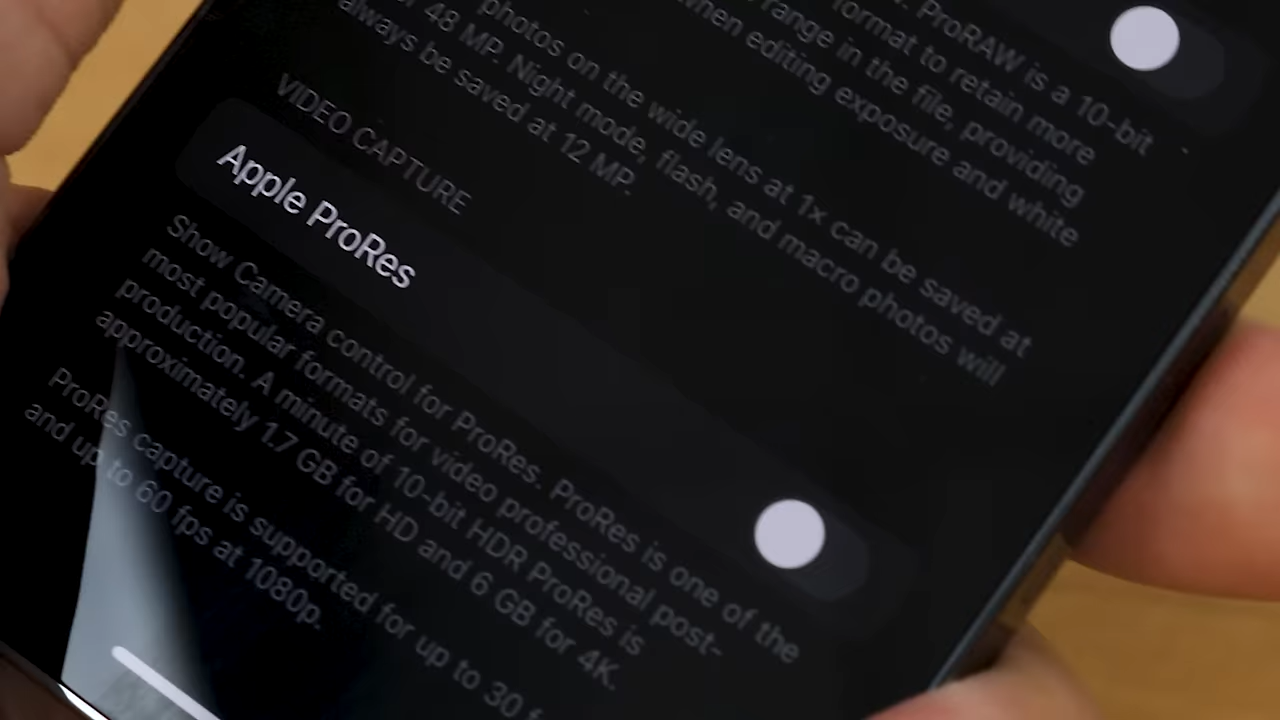 ProRAW is a 10-bit
format to retain more
range in the file, providing
when editing exposure and white
photos on the wide lens at 1x can be saved at
48 MP. Night mode, flash, and macro photos will
always be saved at 12 MP.
VIDEO CAPTURE
Apple ProRes
Show Camera control for ProRes. ProRes is one of the
most popular formats for video professional post-
production. A minute of 10-bit HDR ProRes is
approximately 1.7 GB for HD and 6 GB for 4K.
ProRes capture is supported for up to 30
and up to 60 fps at 1080p.